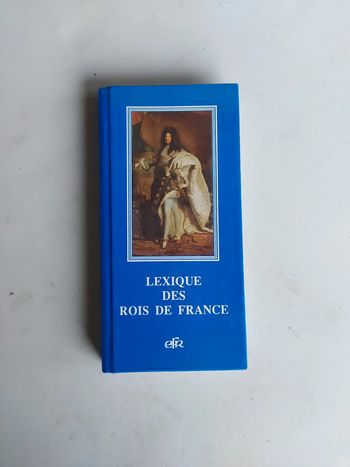 LEXIQUE
DES
ROIS DE FRANCE
efr